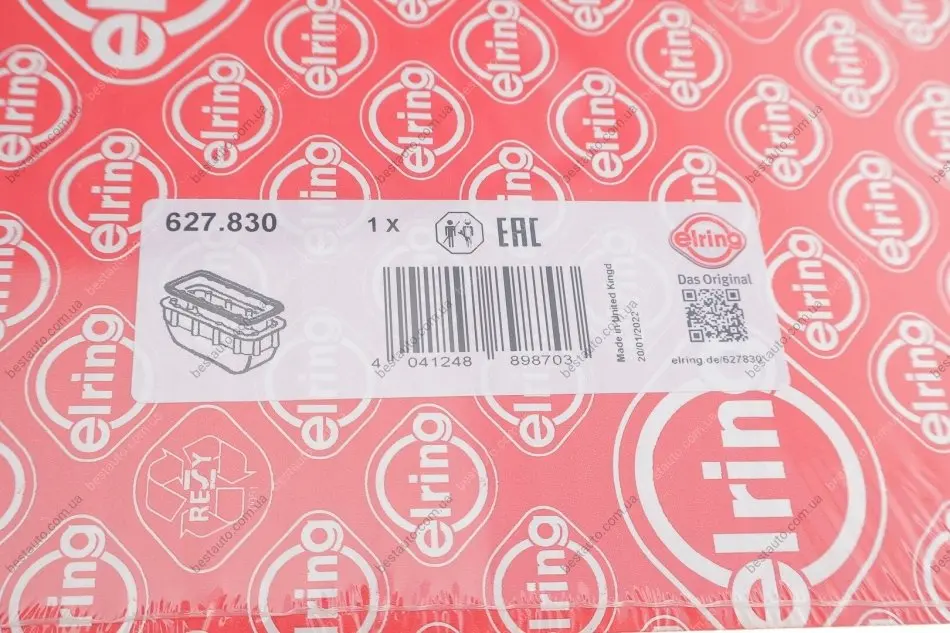 627.830
1 x
EAC
elring
Das Original
elring.de/627830
4 041248 898703
Made in United Kingd
20/01/2022
elring
RESY
bestauto.com.ua